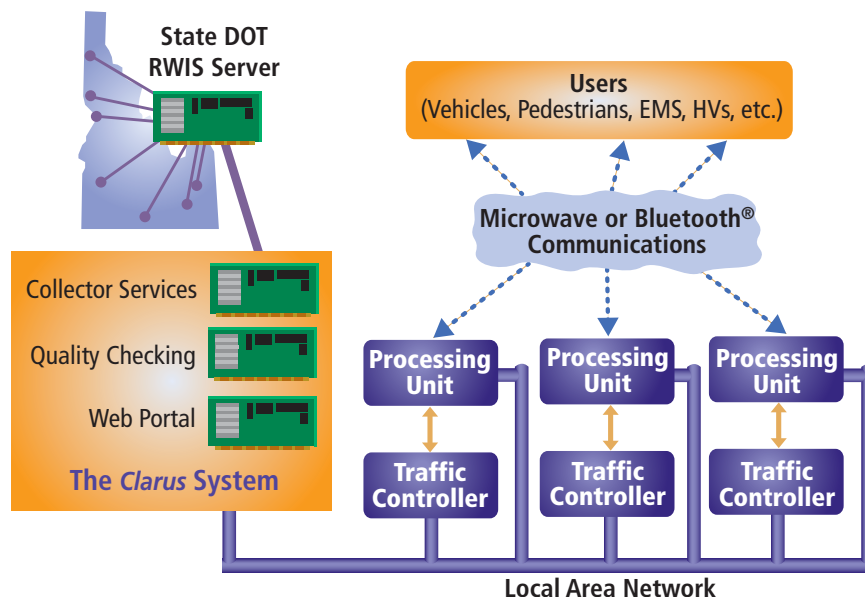 State DOT
RWIS Server
Users
(Vehicles, Pedestrians, EMS, HVs, etc.)
Microwave or Bluetooth®
Communications
Collector Services
Quality Checking
Web Portal
The Clarus System
Processing
Unit
Processing
Unit
Processing
Unit
Traffic
Controller
Traffic
Controller
Traffic
Controller
Local Area Network